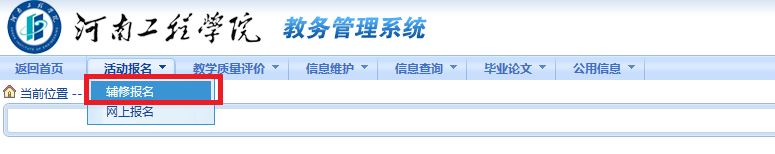 河南工程学院 教务管理系统
返回首页 活动报名 教学质量评价 信息维护 信息查询 毕业论文 公用信息
当前位置 -- 辅修报名
网上报名